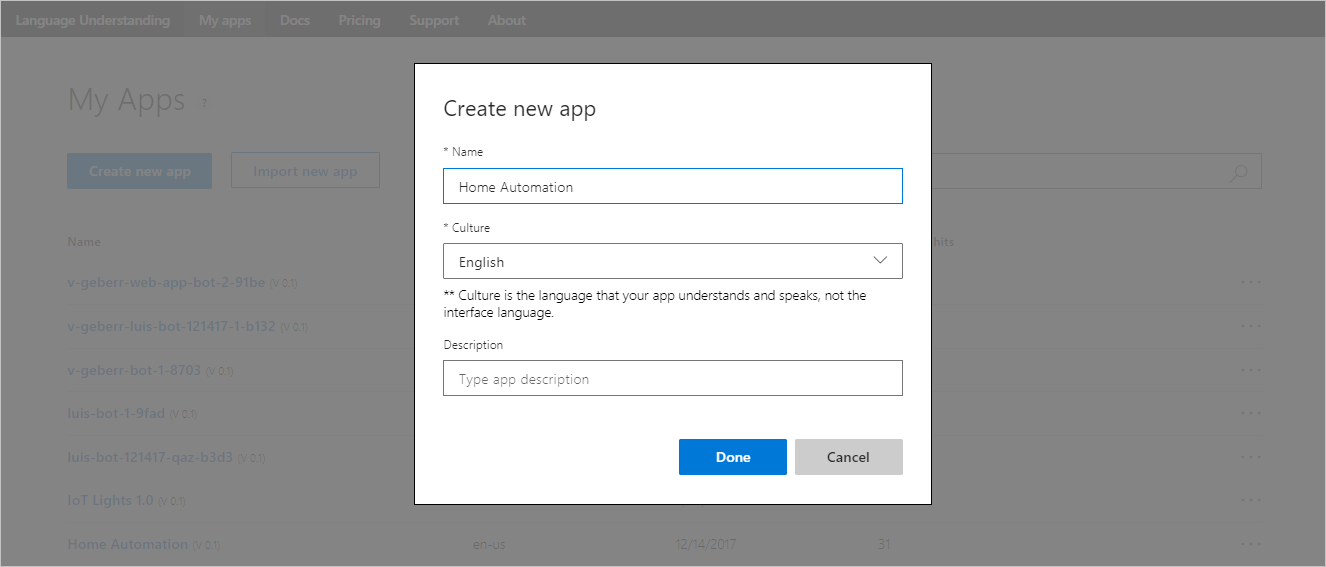 Language Understanding My apps Docs Pricing Support About
My Apps ?
Create new app Import new app
Name hits
v-geberr-web-app-bot-2-91be (V 0.1) ...
v-geberr-luis-bot-121417-1-b132 (V 0.1) ...
v-geberr-bot-1-8703 (V 0.1) ...
luis-bot-1-9fad (V 0.1) ...
luis-bot-121417-qaz-b3d3 (V 0.1) ...
IoT Lights 1.0 (V 0.1) ...
Home Automation (V 0.1) en-us 12/14/2017 31 ...
Create new app
* Name
Home Automation
* Culture
English
** Culture is the language that your app understands and speaks, not the
interface language.
Description
Type app description
Done Cancel